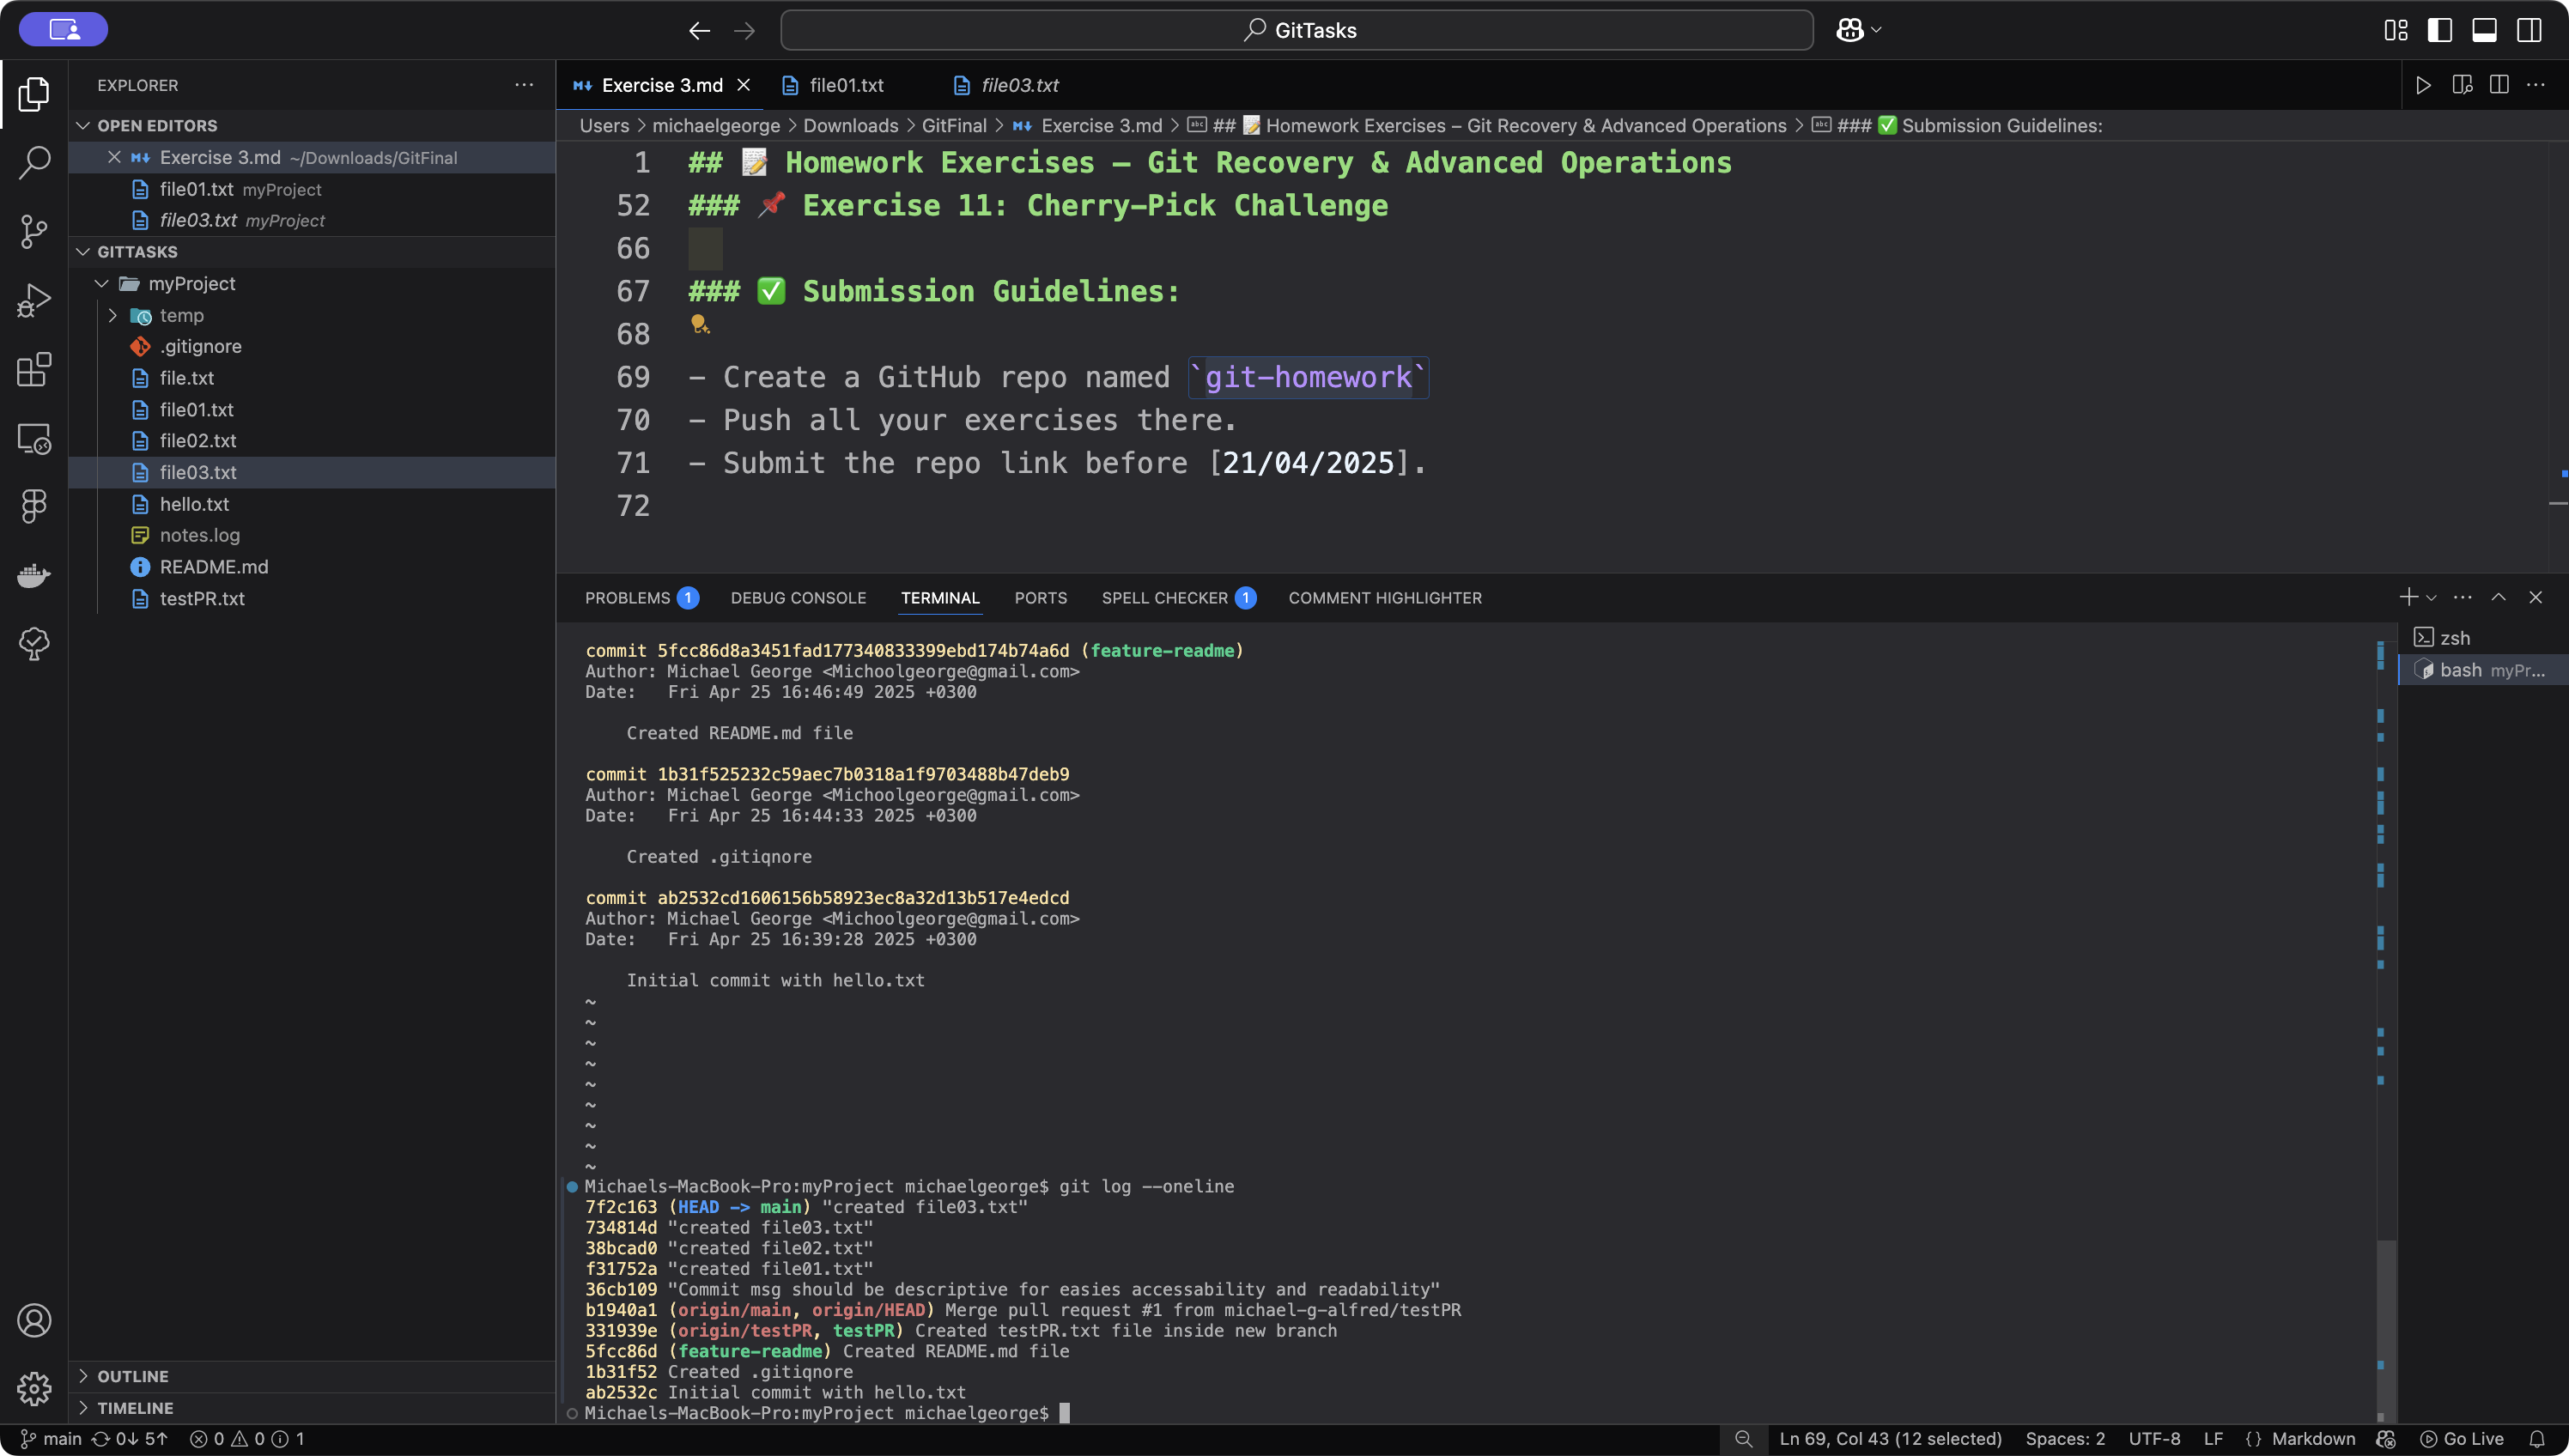 GitTasks
EXPLORER
OPEN EDITORS
Exercise 3.md ~/Downloads/GitFinal
file01.txt myProject
file03.txt myProject
GITTASKS
myProject
temp
.gitignore
file.txt
file01.txt
file02.txt
file03.txt
hello.txt
notes.log
README.md
testPR.txt
OUTLINE
TIMELINE
Exercise 3.md
file01.txt
file03.txt
Users > michaelgeorge > Downloads > GitFinal > Exercise 3.md > ## 📝 Homework Exercises – Git Recovery & Advanced Operations > ### ✅ Submission Guidelines:
1 ## 📝 Homework Exercises – Git Recovery & Advanced Operations
52 ### 📌 Exercise 11: Cherry-Pick Challenge
66
67 ### ✅ Submission Guidelines:
68
69 - Create a GitHub repo named `git-homework`
70 - Push all your exercises there.
71 - Submit the repo link before [21/04/2025].
72
PROBLEMS 1 DEBUG CONSOLE TERMINAL PORTS SPELL CHECKER 1 COMMENT HIGHLIGHTER
zsh
bash myPr...
commit 5fcc86d8a3451fad177340833399ebd174b74a6d (feature-readme)
Author: Michael George <Michoolgeorge@gmail.com>
Date: Fri Apr 25 16:46:49 2025 +0300
Created README.md file
commit 1b31f525232c59aec7b0318a1f9703488b47deb9
Author: Michael George <Michoolgeorge@gmail.com>
Date: Fri Apr 25 16:44:33 2025 +0300
Created .gitiqnore
commit ab2532cd1606156b58923ec8a32d13b517e4edcd
Author: Michael George <Michoolgeorge@gmail.com>
Date: Fri Apr 25 16:39:28 2025 +0300
Initial commit with hello.txt
~
~
~
~
~
~
~
~
~
Michaels-MacBook-Pro:myProject michaelgeorge$ git log --oneline
7f2c163 (HEAD -> main) "created file03.txt"
734814d "created file03.txt"
38bcad0 "created file02.txt"
f31752a "created file01.txt"
36cb109 "Commit msg should be descriptive for easies accessability and readability"
b1940a1 (origin/main, origin/HEAD) Merge pull request #1 from michael-g-alfred/testPR
331939e (origin/testPR, testPR) Created testPR.txt file inside new branch
5fcc86d (feature-readme) Created README.md file
1b31f52 Created .gitiqnore
ab2532c Initial commit with hello.txt
Michaels-MacBook-Pro:myProject michaelgeorge$
main 0↓ 5↑ 0 0 1
Ln 69, Col 43 (12 selected) Spaces: 2 UTF-8 LF {} Markdown Go Live